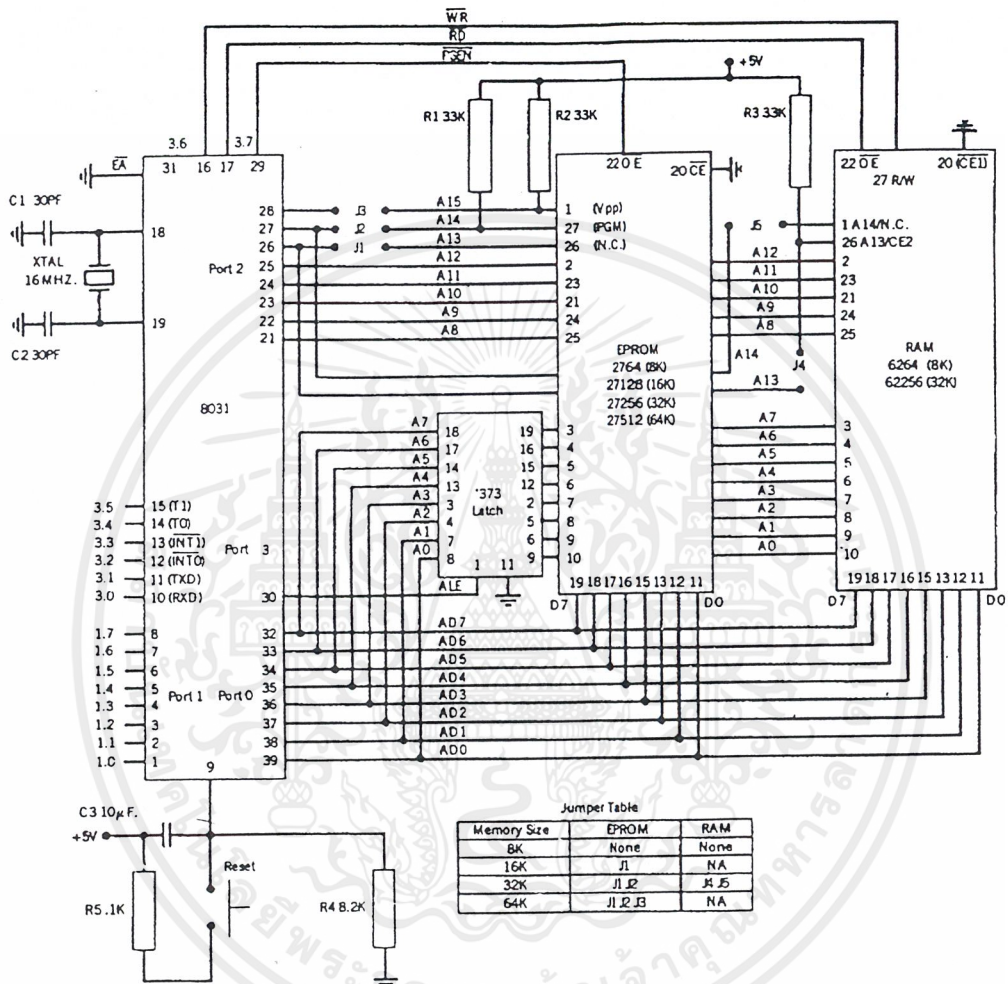 WR
RD
PSEN
+5V
R1 33K
R2 33K
R3 33K
3.6
3.7
EA
31
16
17
29
22 OE
20 CE
22 OE
20 (CE1)
27 R/W
C1 30PF
18
XTAL
16MHZ.
C2 30PF
19
28
27
26
25
24
23
22
21
Port 2
J3
J2
J1
A15
A14
A13
A12
A11
A10
A9
A8
1 (Vpp)
27 (PGM)
26 (N.C.)
2
23
21
24
25
EPROM
2764 (8K)
27128 (16K)
27256 (32K)
27512 (64K)
J5
A12
A11
A10
A9
A8
A14
A13
J4
1 A14/N.C.
26 A13/CE2
2
23
21
24
25
RAM
6264 (8K)
62256 (32K)
8031
A7
A6
A5
A4
A3
A2
A1
A0
18
17
14
13
3
4
7
8
'373
Latch
19
16
15
12
2
5
6
9
1
11
ALE
3
4
5
6
7
8
9
10
A7
A6
A5
A4
A3
A2
A1
A0
3
4
5
6
7
8
9
10
3.5 15 (T1)
3.4 14 (T0)
3.3 13 (INT1)
3.2 12 (INT0)
3.1 11 (TXD)
3.0 10 (RXD)
Port 3
30
19 18 17 16 15 13 12 11
D7
D0
19 18 17 16 15 13 12 11
D7
D0
1.7 8
1.6 7
1.5 6
1.4 5
1.3 4
1.2 3
1.1 2
1.0 1
Port 1
Port 0
32
33
34
35
36
37
38
39
AD7
AD6
AD5
AD4
AD3
AD2
AD1
AD0
9
C3 10µF.
+5V
Reset
R5.1K
R4 8.2K
Jumper Table
Memory Size EPROM RAM
8K None None
16K J1 NA
32K J1 J2 J4 J5
64K J1 J2 J3 NA